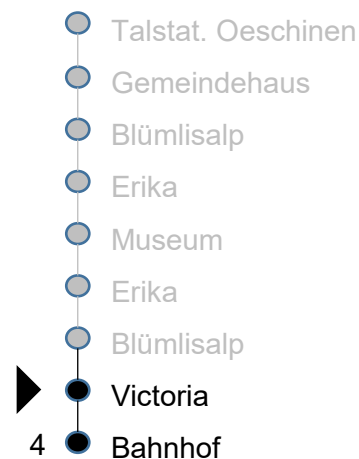 Talstat. Oeschinen
Gemeindehaus
Blümlisalp
Erika
Museum
Erika
Blümlisalp
Victoria
4 Bahnhof